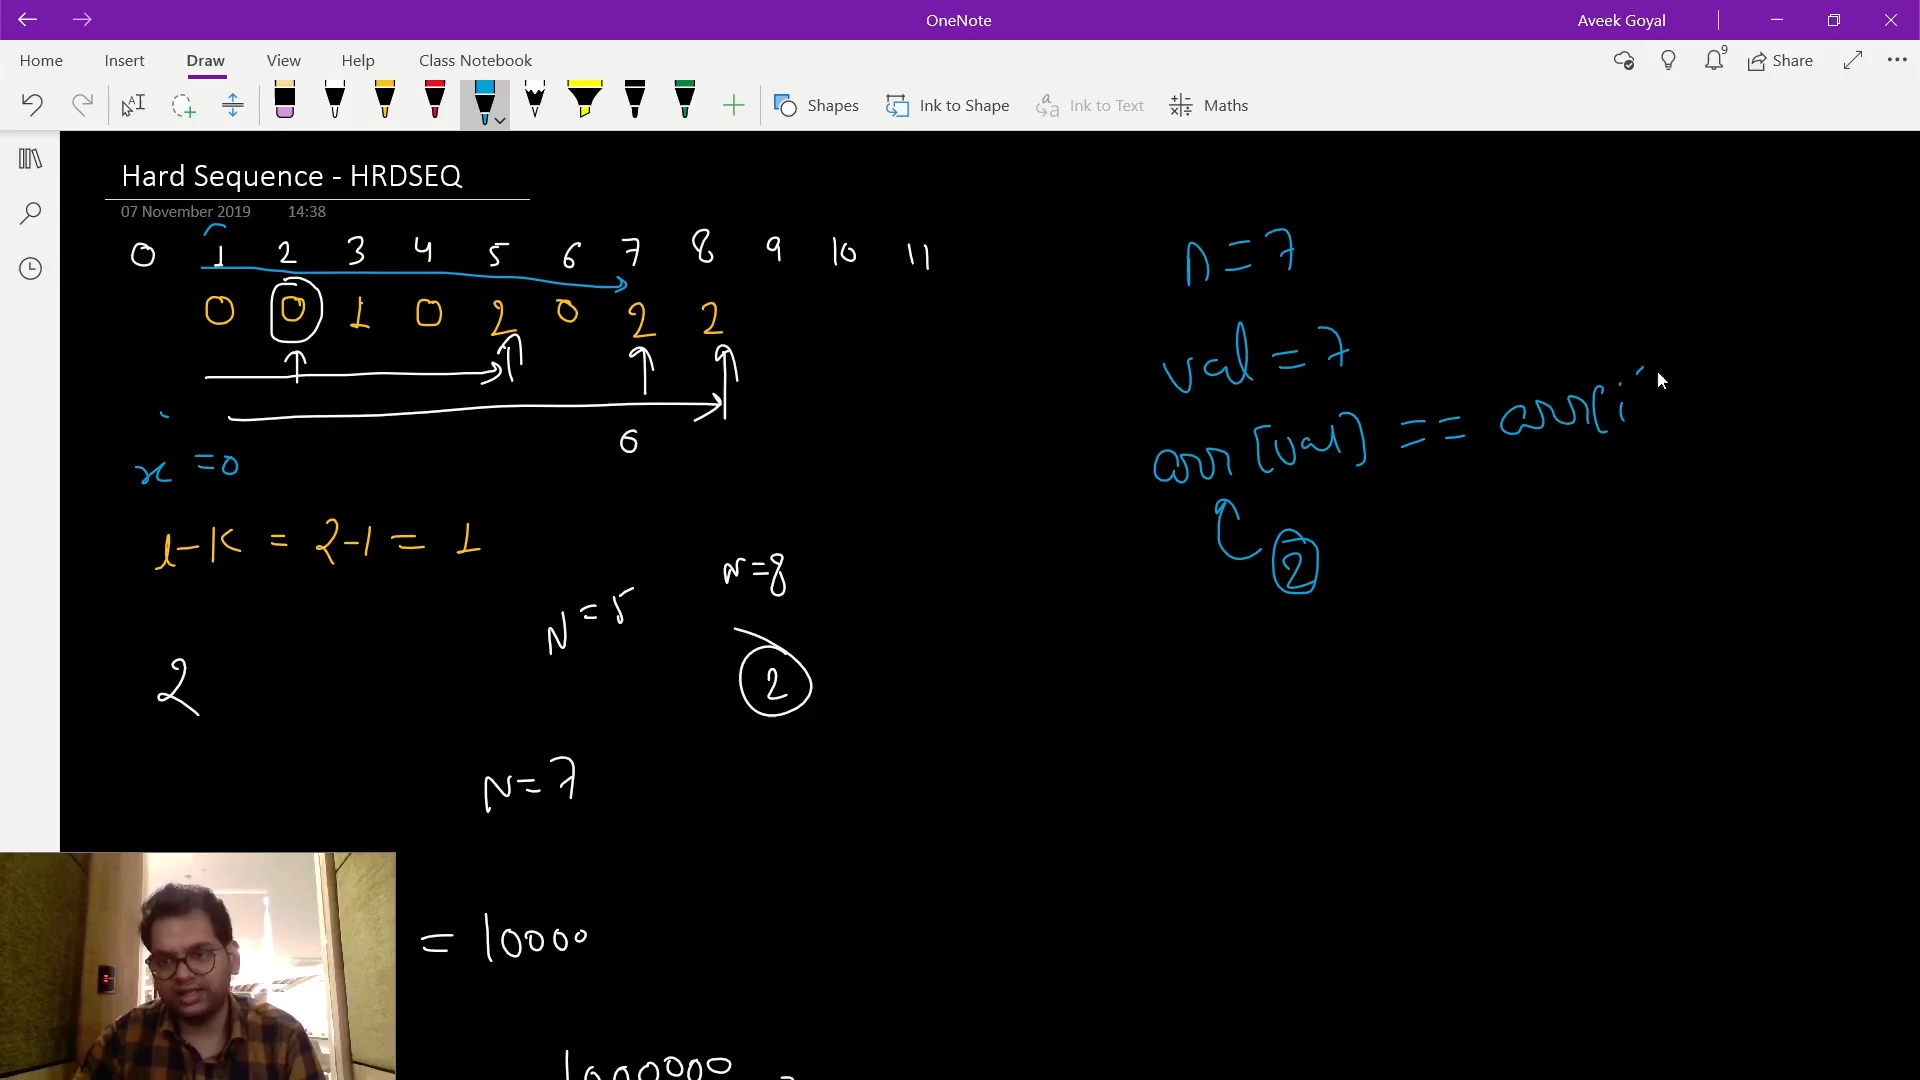 OneNote
Aveek Goyal
Home Insert Draw View Help Class Notebook
9
Share
Shapes Ink to Shape Ink to Text Maths
Hard Sequence - HRDSEQ
07 November 2019 14:38
0 1 2 3 4 5 6 7 8 9 10 11
0 0 1 0 2 0 2 2
6
x = 0
l-K = 2-1 = 1
N=5
N=8
2
2
N=7
= 10000
1000000
n=7
val = 7
arr[val] == arr[i
2